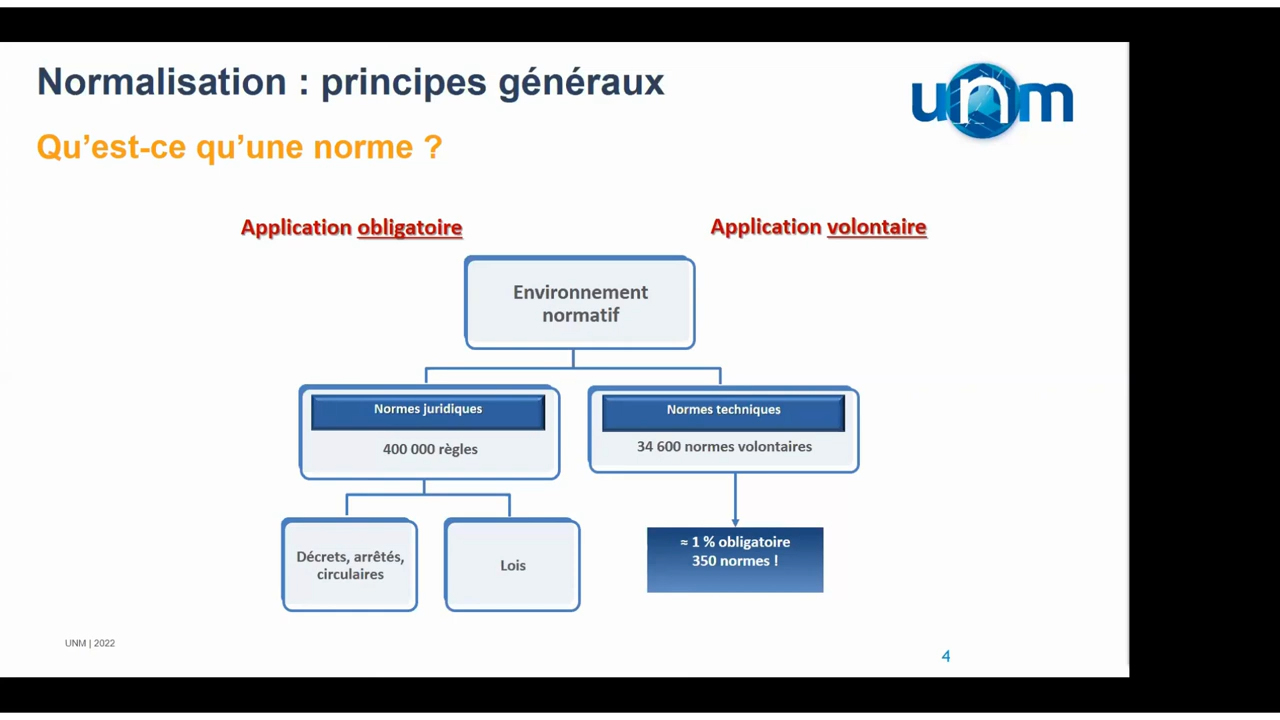 Normalisation : principes généraux
unm
Qu'est-ce qu'une norme ?
Application obligatoire
Application volontaire
Environnement
normatif
Normes juridiques
400 000 règles
Normes techniques
34 600 normes volontaires
Décrets, arrêtés,
circulaires
Lois
≈ 1 % obligatoire
350 normes !
UNM | 2022
4